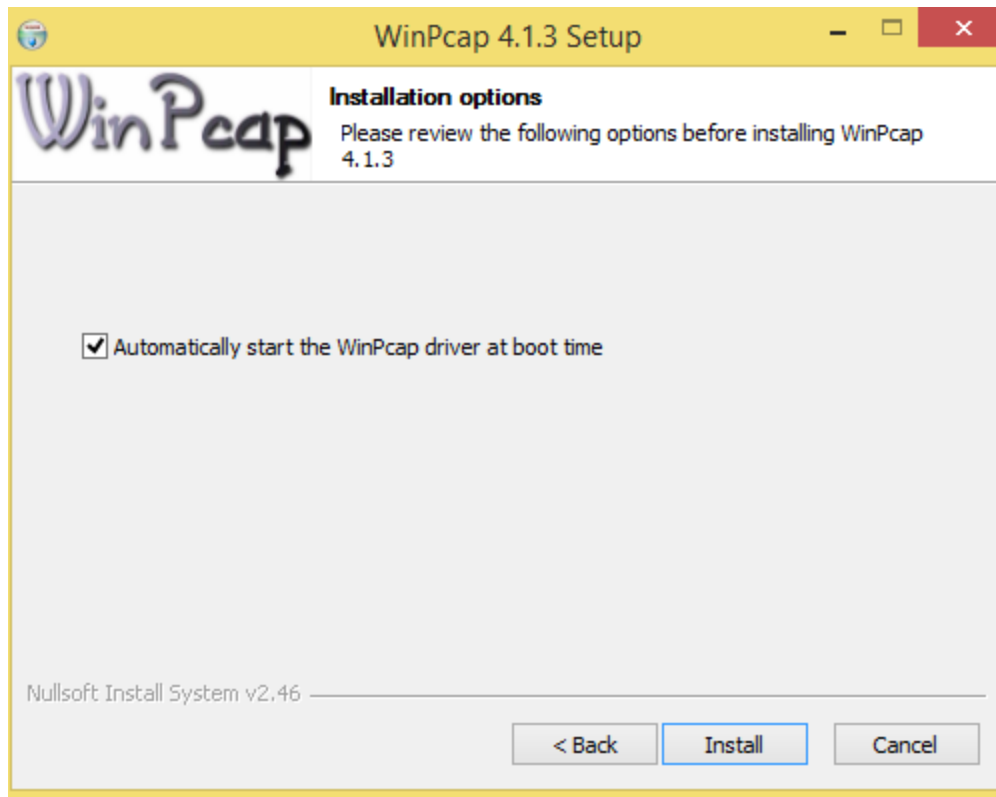 WinPcap 4.1.3 Setup
WinPcap
Installation options
Please review the following options before installing WinPcap
4.1.3
Automatically start the WinPcap driver at boot time
Nullsoft Install System v2.46
< Back
Install
Cancel